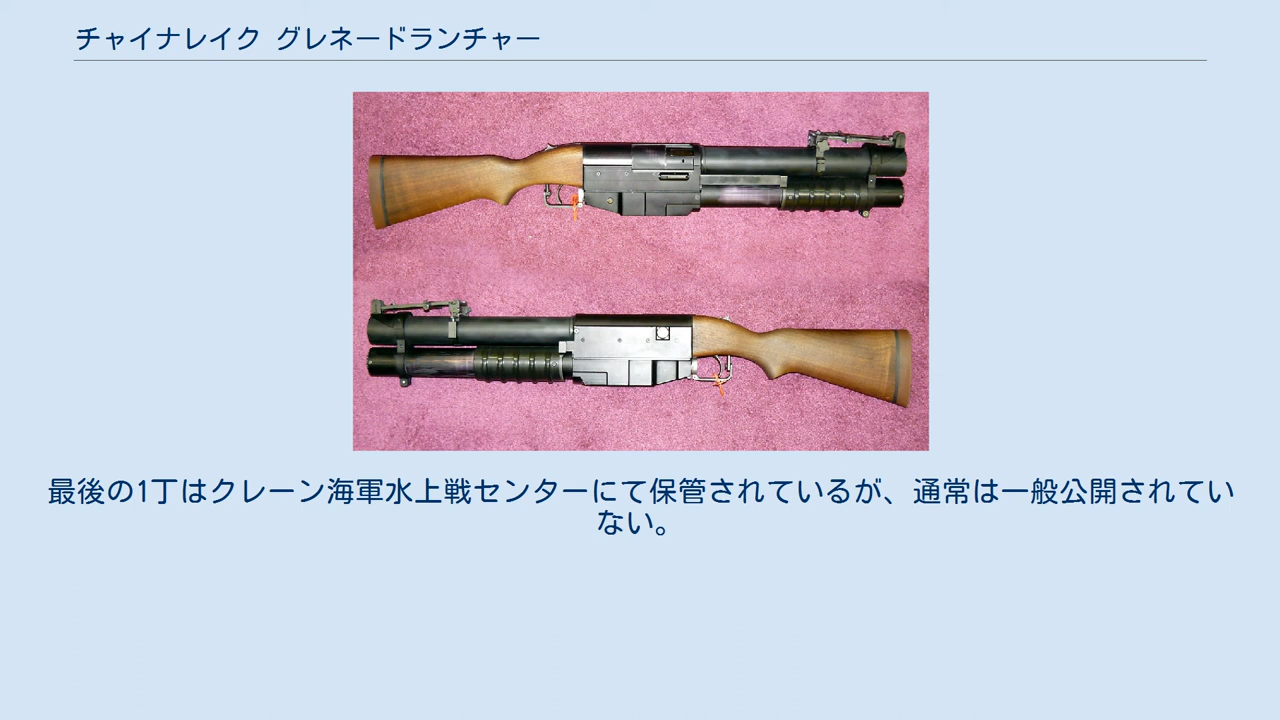 チャイナレイク グレネードランチャー
最後の1丁はクレーン海軍水上戦センターにて保管されているが、通常は一般公開されてい
ない。